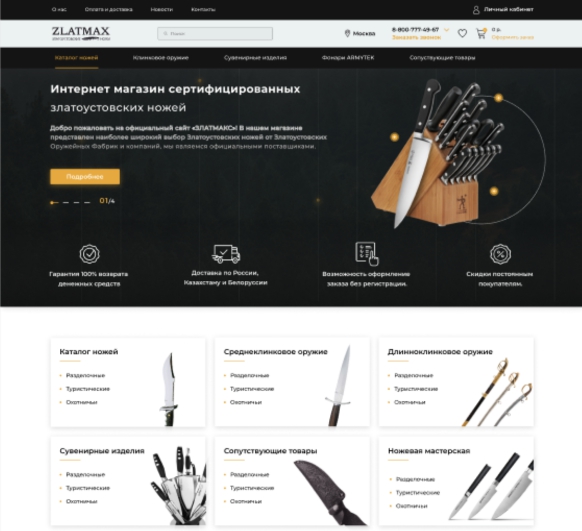 О нас Оплата и доставка Новости Контакты Личный кабинет
ZLATMAX
Поиск
Москва
8-800-777-49-67
Заказать звонок
0 р.
Оформить заказ
Каталог ножей Клинковое оружие Сувенирные изделия Фонари ARMYTEK Сопутствующие товары
Интернет магазин сертифицированных
златоустовских ножей
Добро пожаловать на официальный сайт «ЗЛАТМАКС»! В нашем магазине
представлен наиболее широкий выбор Златоустовских ножей от Златоустовских
Оружейных Фабрик и компаний, мы являемся официальными поставщиками.
Подробнее
01/4
Гарантия 100% возврата
денежных средств
Доставка по России,
Казахстану и Белоруссии
Возможность оформление
заказа без регистрации.
Скидки постоянным
покупателям.
Каталог ножей
Разделочные
Туристические
Охотничьи
Среднеклинковое оружие
Разделочные
Туристические
Охотничьи
Длинноклинковое оружие
Разделочные
Туристические
Охотничьи
Сувенирные изделия
Разделочные
Туристические
Охотничьи
Сопутствующие товары
Разделочные
Туристические
Охотничьи
Ножевая мастерская
Разделочные
Туристические
Охотничьи